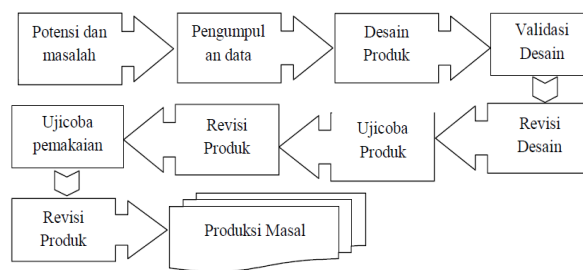 Potensi dan
masalah
Pengumpul
an data
Desain
Produk
Validasi
Desain
Revisi
Desain
Ujicoba
Produk
Revisi
Produk
Ujicoba
pemakaian
Revisi
Produk
Produksi Masal